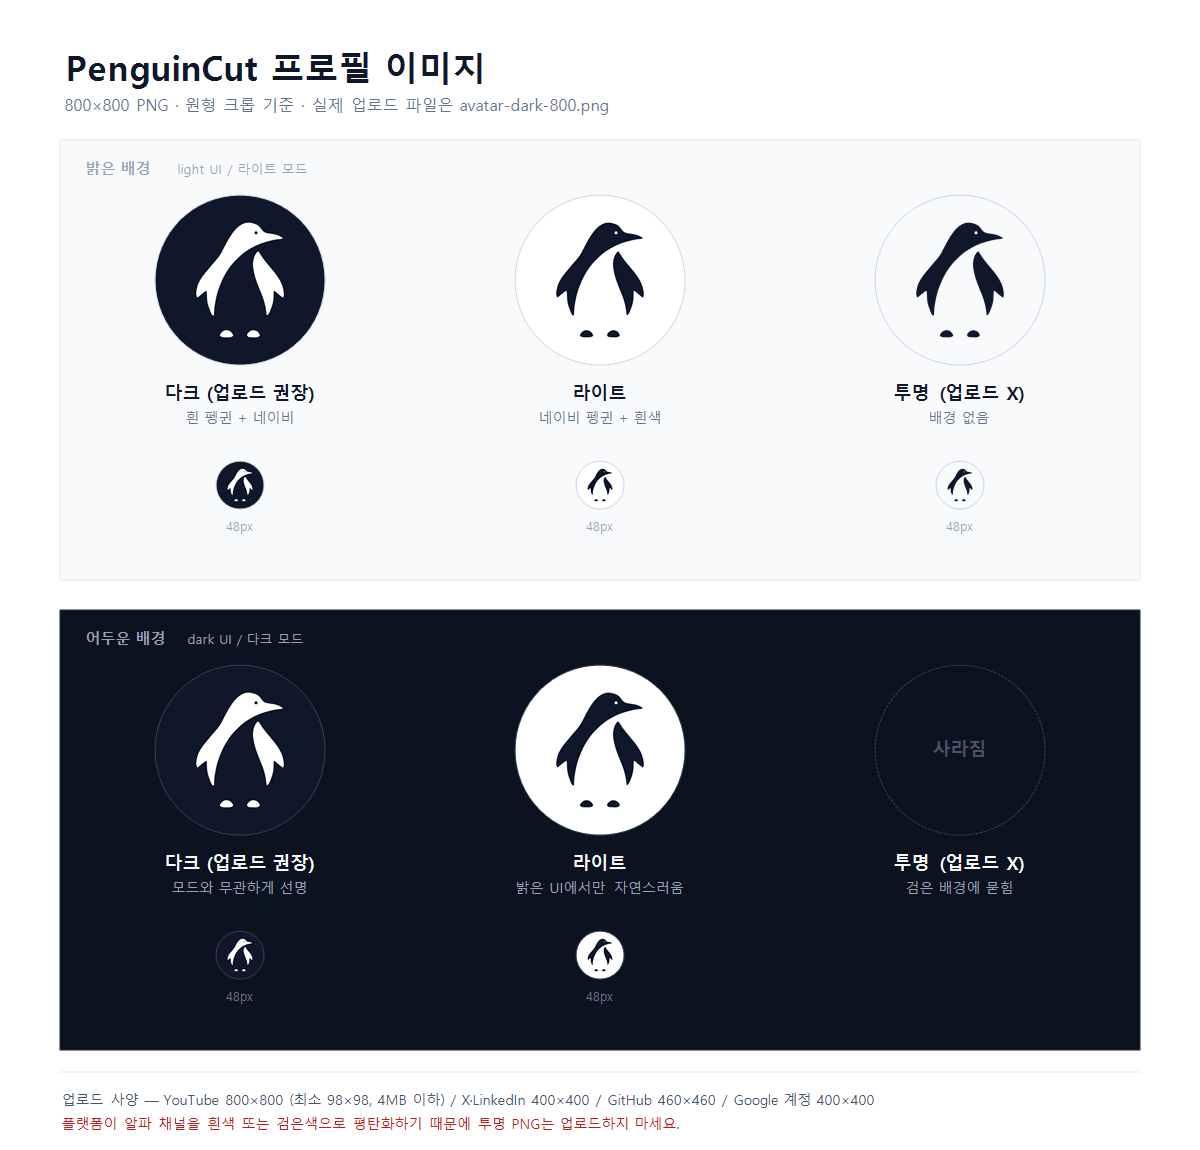 PenguinCut 프로필 이미지
800×800 PNG · 원형 크롭 기준 · 실제 업로드 파일은 avatar-dark-800.png
밝은 배경 light UI / 라이트 모드
다크 (업로드 권장)
흰 펭귄 + 네이비
라이트
네이비 펭귄 + 흰색
투명 (업로드 X)
배경 없음
48px
48px
48px
어두운 배경 dark UI / 다크 모드
사라짐
다크 (업로드 권장)
모드와 무관하게 선명
라이트
밝은 UI에서만 자연스러움
투명 (업로드 X)
검은 배경에 묻힘
48px
48px
업로드 사양 — YouTube 800×800 (최소 98×98, 4MB 이하) / X·LinkedIn 400×400 / GitHub 460×460 / Google 계정 400×400
플랫폼이 알파 채널을 흰색 또는 검은색으로 평탄화하기 때문에 투명 PNG는 업로드하지 마세요.